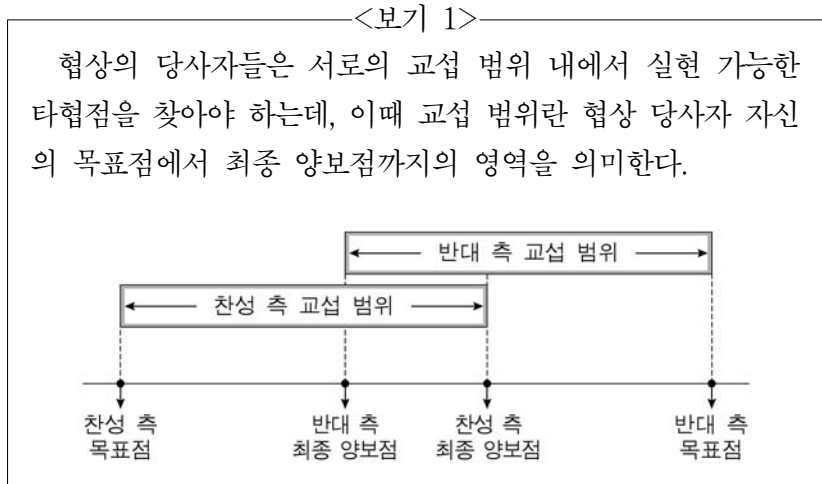 <보기 1>
협상의 당사자들은 서로의 교섭 범위 내에서 실현 가능한
타협점을 찾아야 하는데, 이때 교섭 범위란 협상 당사자 자신
의 목표점에서 최종 양보점까지의 영역을 의미한다.
반대 측 교섭 범위
찬성 측 교섭 범위
찬성 측
목표점
반대 측
최종 양보점
찬성 측
최종 양보점
반대 측
목표점